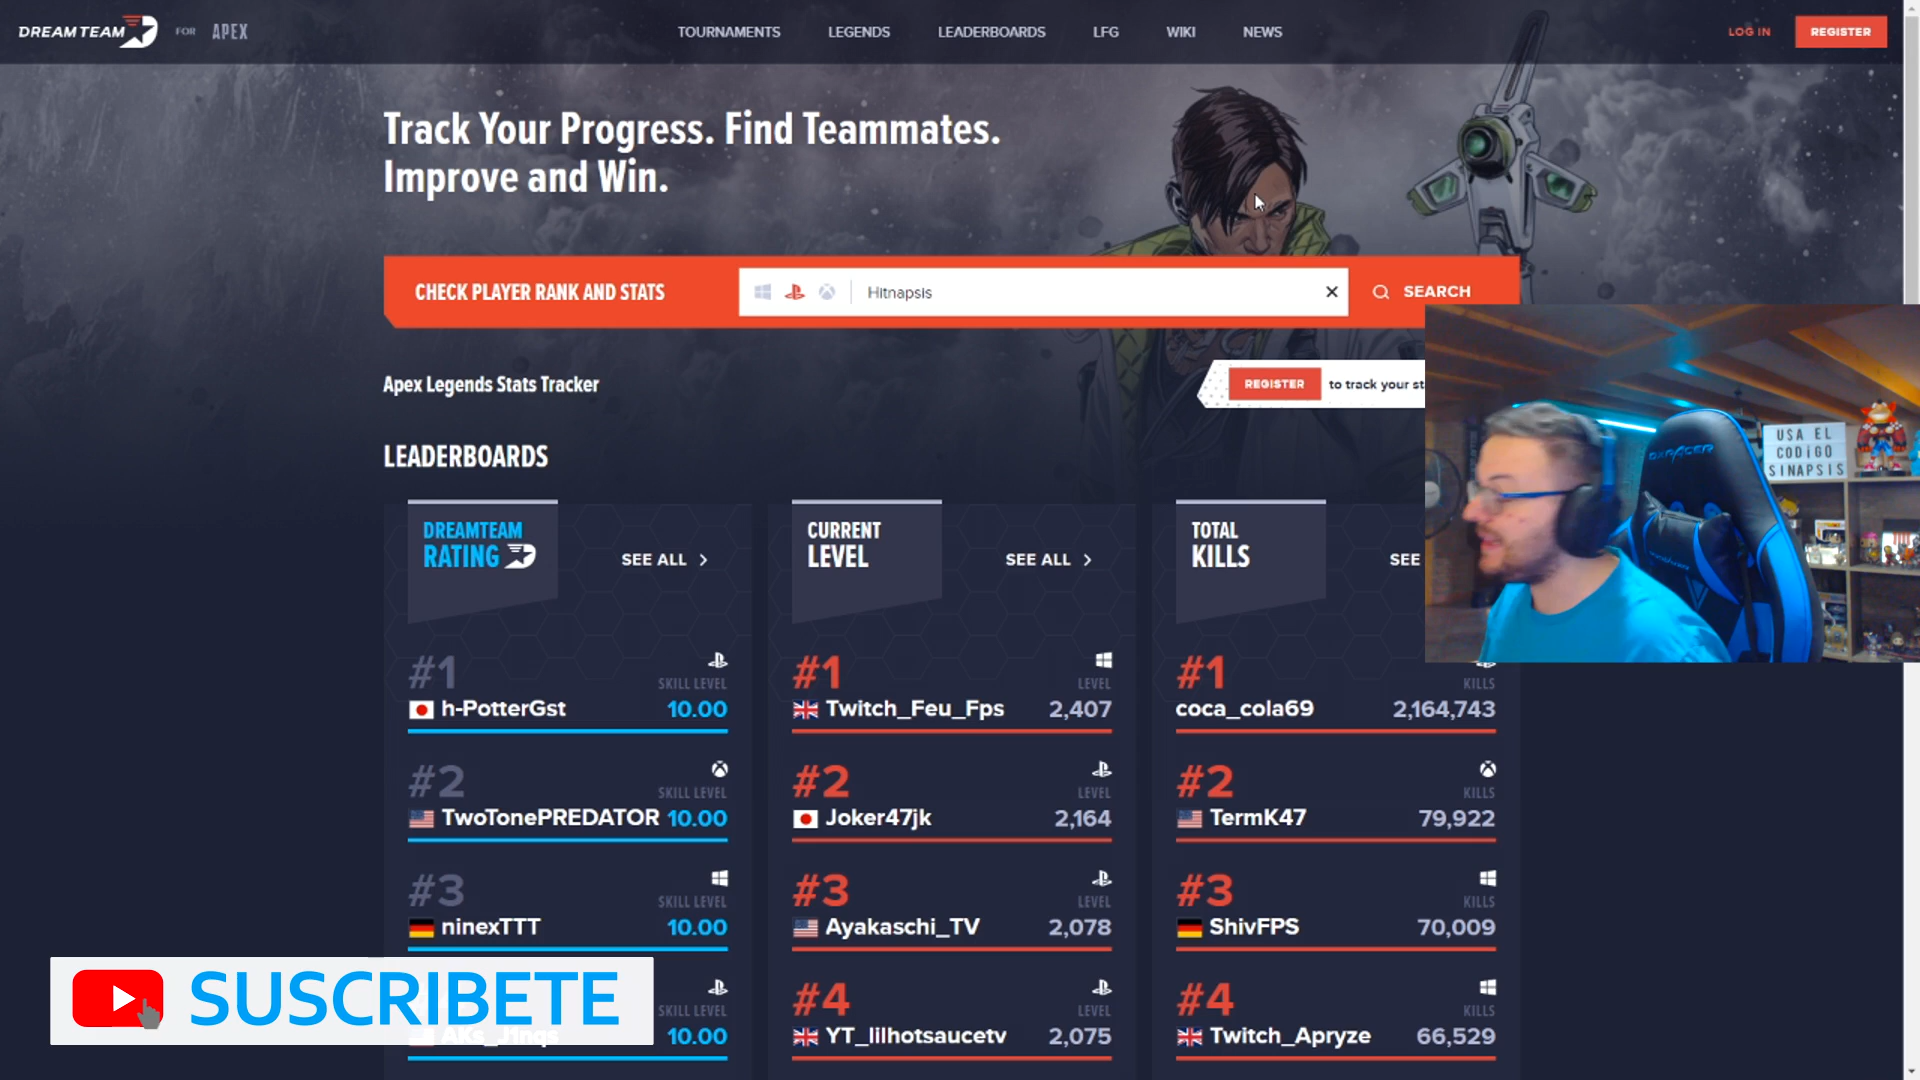 DREAMTEAM FOR APEX
TOURNAMENTS LEGENDS LEADERBOARDS LFG WIKI NEWS
LOG IN REGISTER
Track Your Progress. Find Teammates.
Improve and Win.
CHECK PLAYER RANK AND STATS Hitnapsis SEARCH
Apex Legends Stats Tracker
REGISTER to track your st
LEADERBOARDS
DREAMTEAM
RATING
SEE ALL
#1 SKILL LEVEL
h-PotterGst 10.00
#2 SKILL LEVEL
TwoTonePREDATOR 10.00
#3 SKILL LEVEL
ninexTTT 10.00
SKILL LEVEL
10.00
CURRENT
LEVEL
SEE ALL
#1 LEVEL
Twitch_Feu_Fps 2,407
#2 LEVEL
Joker47jk 2,164
#3 LEVEL
Ayakaschi_TV 2,078
#4 LEVEL
YT_lilhotsaucetv 2,075
TOTAL
KILLS
SEE
#1 KILLS
coca_cola69 2,164,743
#2 KILLS
TermK47 79,922
#3 KILLS
ShivFPS 70,009
#4 KILLS
Twitch_Apryze 66,529
USA EL
CODIGO
SINAPSIS
DXRACER
SUSCRIBETE